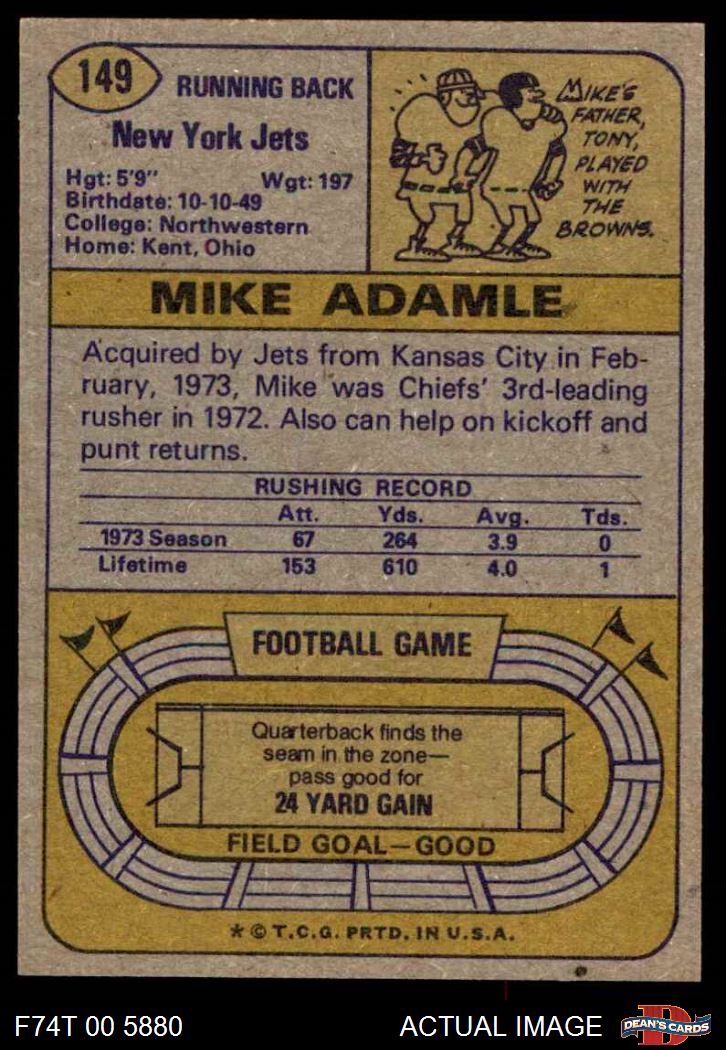 149
RUNNING BACK
New York Jets
Hgt: 5'9" Wgt: 197
Birthdate: 10-10-49
College: Northwestern
Home: Kent, Ohio
MIKE'S
FATHER,
TONY,
PLAYED
WITH
THE
BROWNS.
MIKE ADAMLE
Acquired by Jets from Kansas City in Feb-
ruary, 1973, Mike was Chiefs' 3rd-leading
rusher in 1972. Also can help on kickoff and
punt returns.
RUSHING RECORD
Att. Yds. Avg. Tds.
1973 Season 67 264 3.9 0
Lifetime 153 610 4.0 1
FOOTBALL GAME
Quarterback finds the
seam in the zone—
pass good for
24 YARD GAIN
FIELD GOAL—GOOD
* © T.C.G. PRTD. IN U.S.A.
F74T 00 5880 ACTUAL IMAGE
D
DEAN'S CARDS